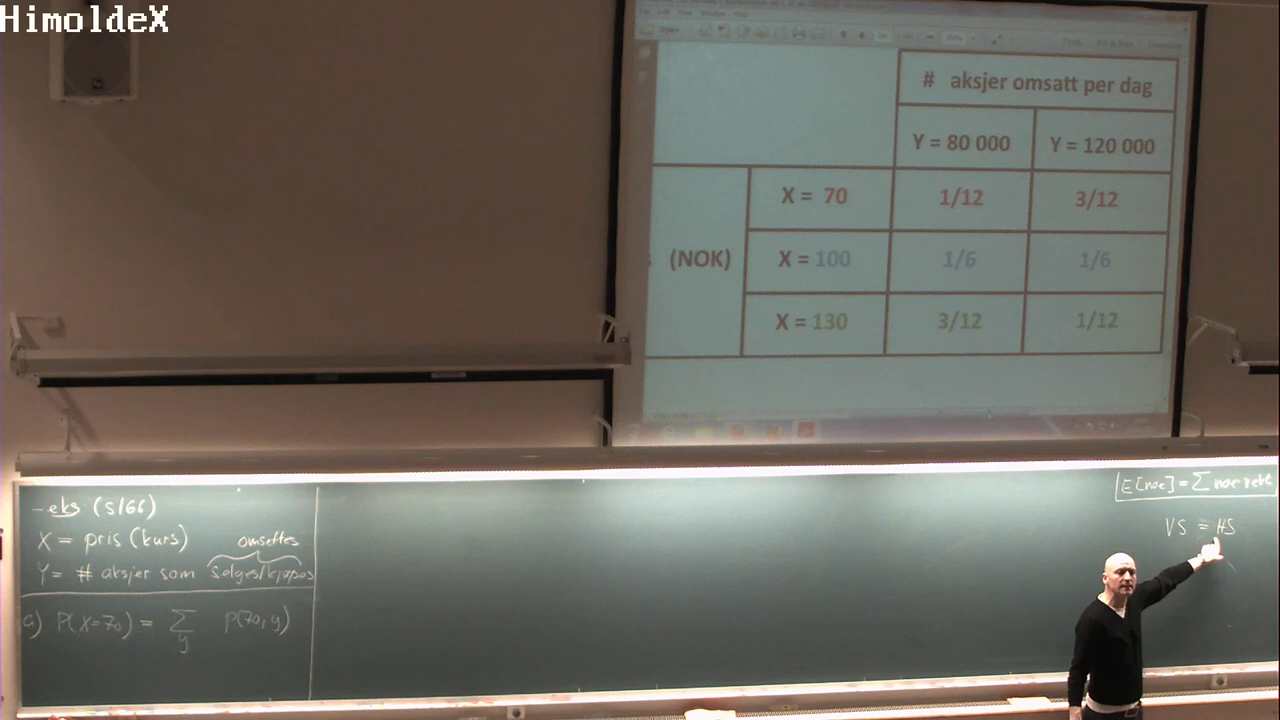 HimoldeX
# aksjer omsatt per dag
Y = 80 000 Y = 120 000
X = 70 1/12 3/12
(NOK) X = 100 1/6 1/6
X = 130 3/12 1/12
- eks (s166)
X = pris (kurs) omsettes
Y = # aksjer som selges/kjøpes
a) P(X=70) = ∑ p(70, y)
y
E[noe] = ∑ noe · vekt
VS = HS